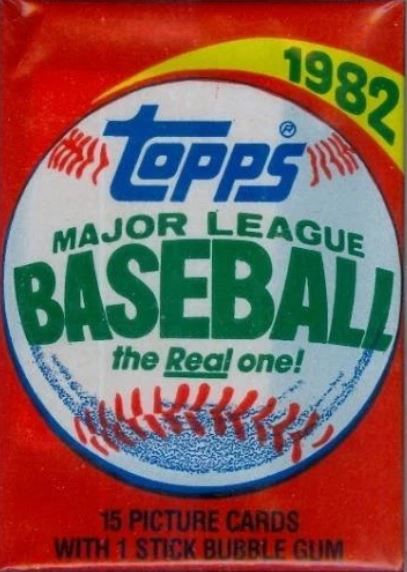 1982
Topps®
MAJOR LEAGUE
BASEBALL
the Real one!
15 PICTURE CARDS
WITH 1 STICK BUBBLE GUM